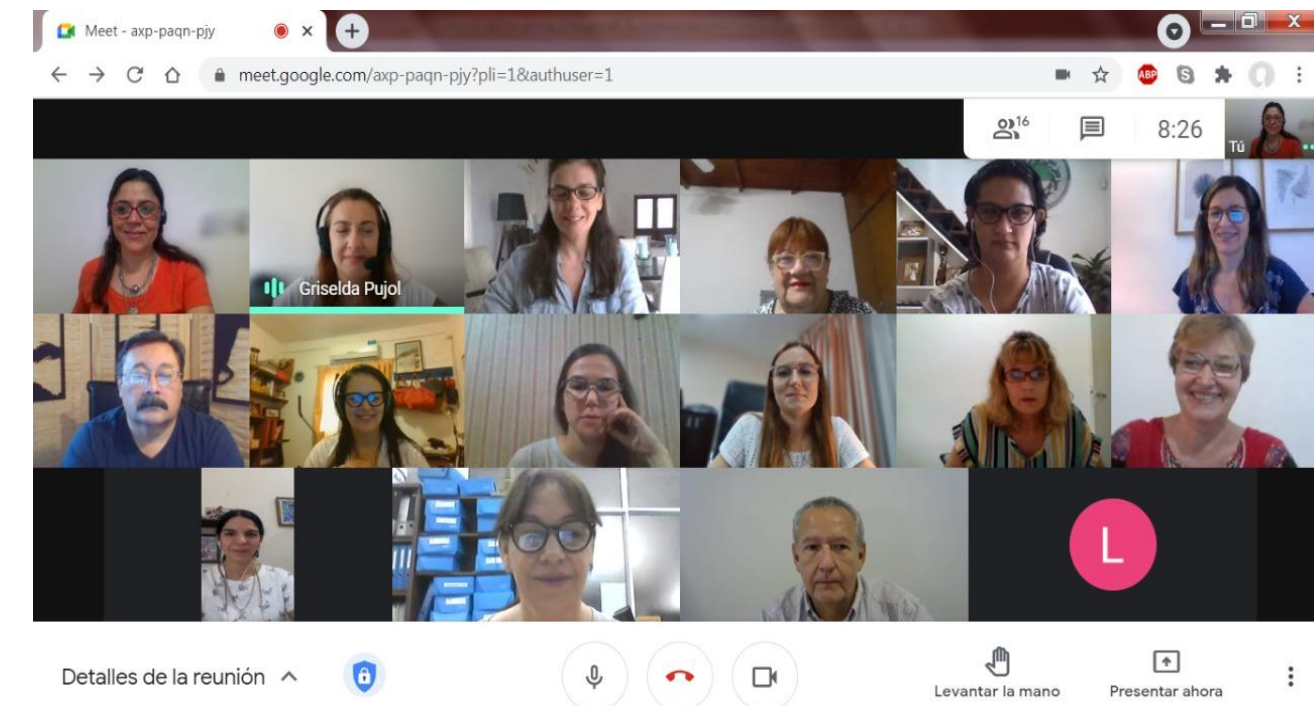 Meet - axp-paqn-pjy
meet.google.com/axp-paqn-pjy?pli=1&authuser=1
ABP
S
16
8:26
Tú
Griselda Pujol
L
Detalles de la reunión
Levantar la mano
Presentar ahora